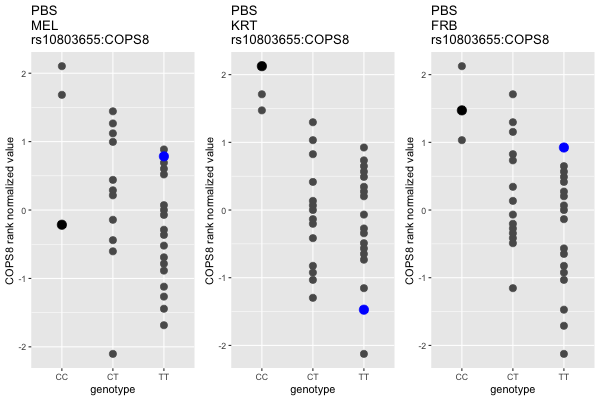 PBS
MEL
rs10803655:COPS8
COPS8 rank normalized value
2
1
0
-1
-2
CC CT TT
genotype
PBS
KRT
rs10803655:COPS8
COPS8 rank normalized value
2
1
0
-1
-2
CC CT TT
genotype
PBS
FRB
rs10803655:COPS8
COPS8 rank normalized value
2
1
0
-1
-2
CC CT TT
genotype